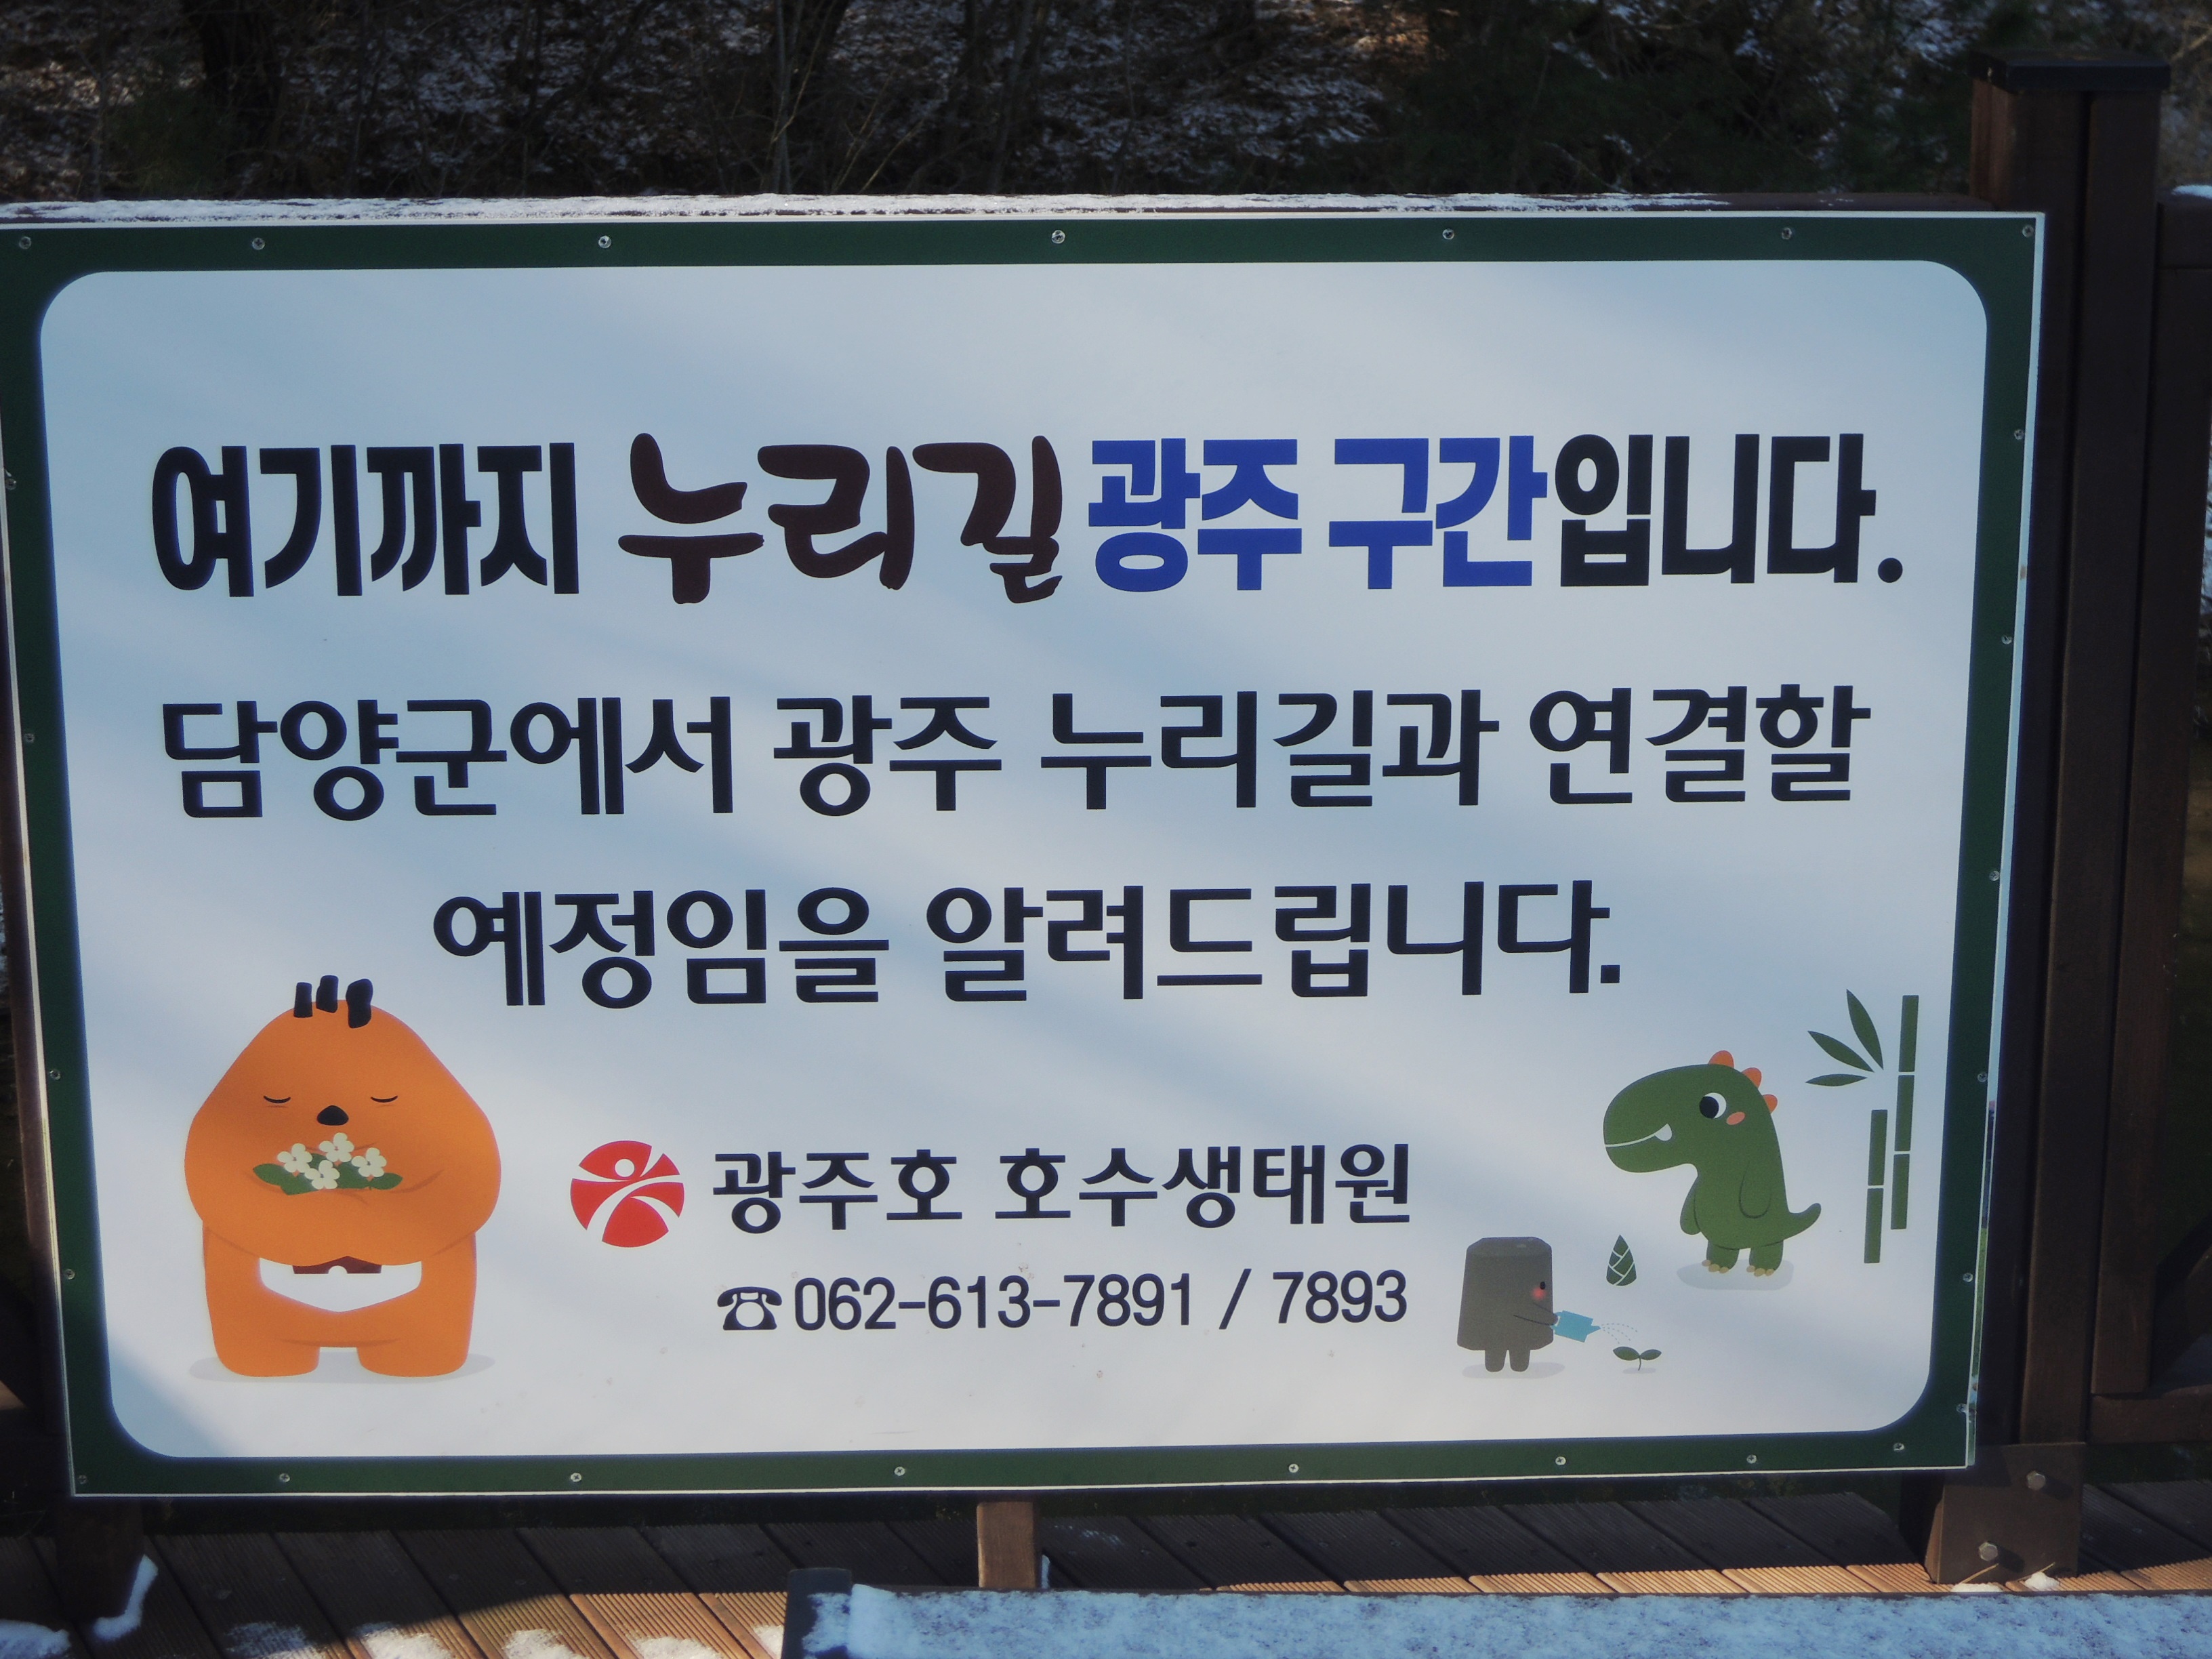 여기까지 누리길 광주 구간입니다.
담양군에서 광주 누리길과 연결할
예정임을 알려드립니다.
광주호 호수생태원
☎062-613-7891 / 7893